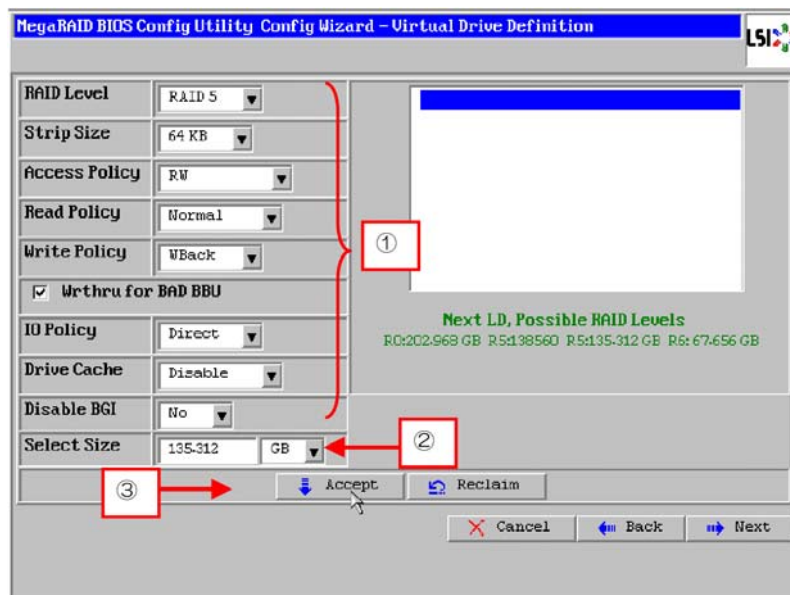 MegaRAID BIOS Config Utility Config Wizard - Virtual Drive Definition
LSI
RAID Level RAID 5
Strip Size 64 KB
Access Policy RW
Read Policy Normal
Write Policy WBack
Wrthru for BAD BBU
IO Policy Direct
Drive Cache Disable
Disable BGI No
Select Size 135.312 GB
①
②
③
Next LD, Possible RAID Levels
R0:202.968 GB R5:138560 R5:135.312 GB R6: 67.656 GB
Accept Reclaim
Cancel Back Next